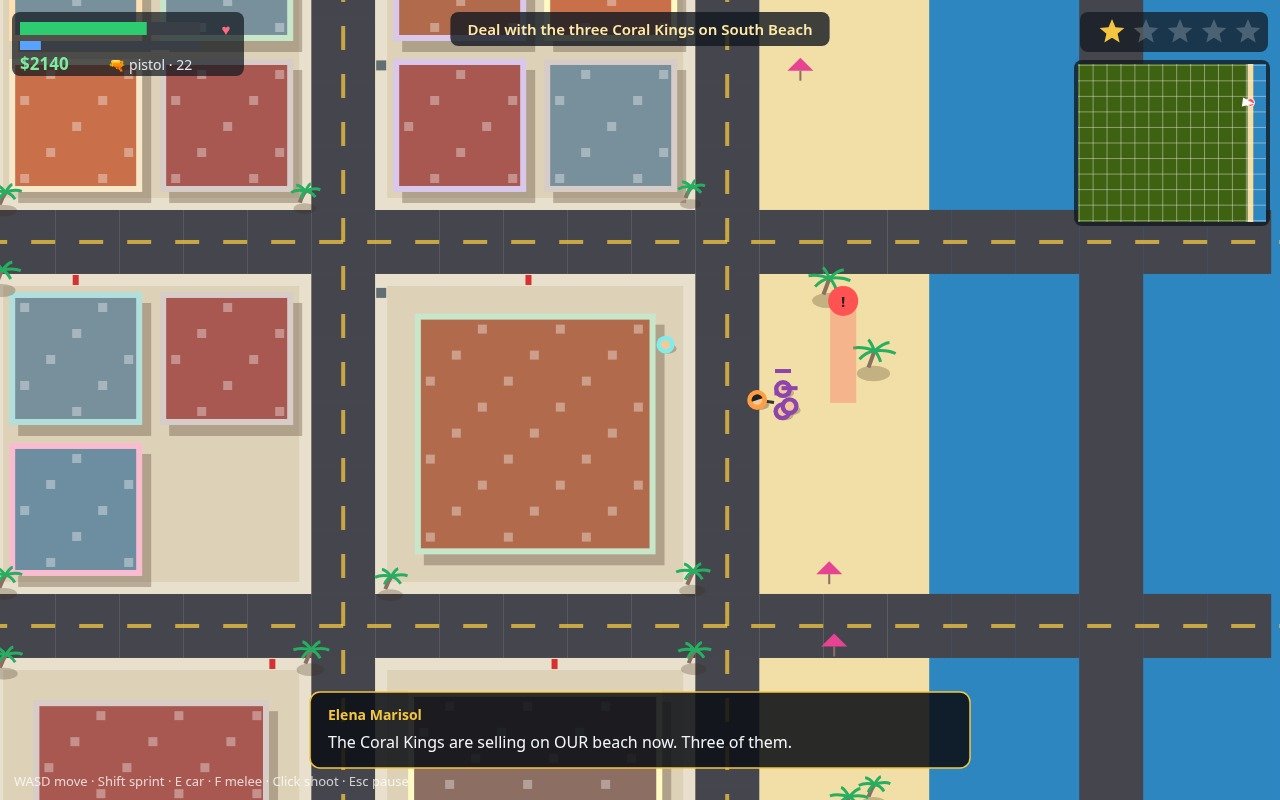 Deal with the three Coral Kings on South Beach
$2140
pistol · 22
!
Elena Marisol
The Coral Kings are selling on OUR beach now. Three of them.
WASD move · Shift sprint · E car · F melee · Click shoot · Esc pause